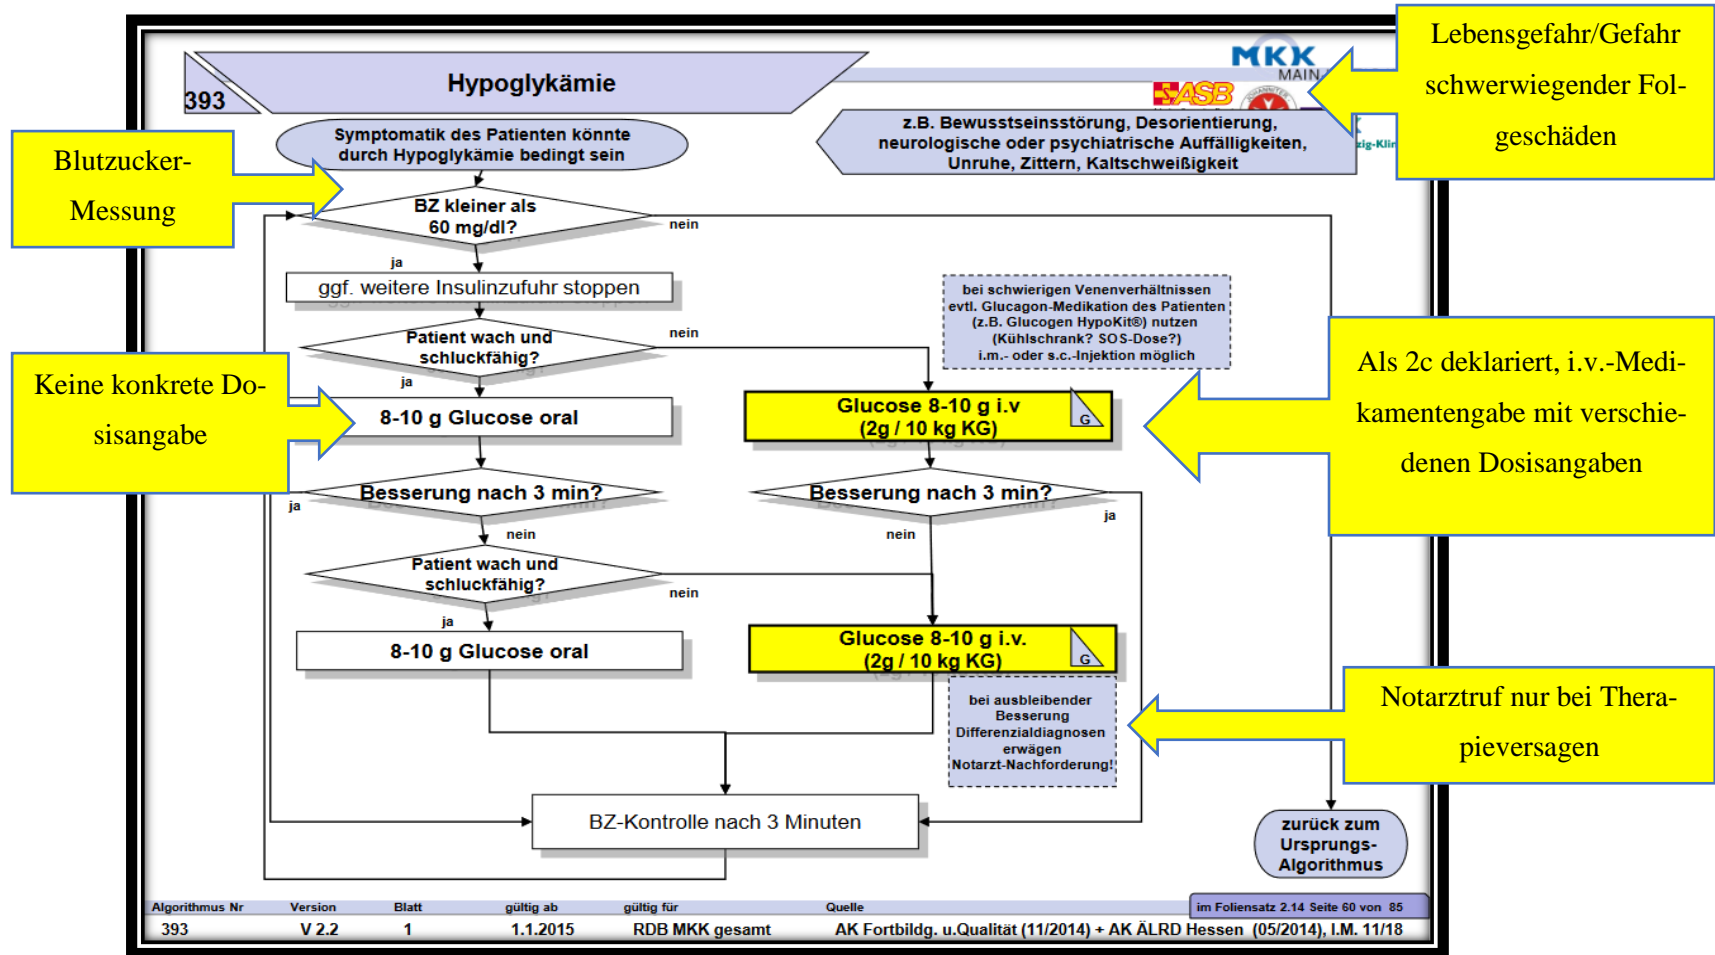 Hypoglykämie
393
MKK
MAIN
ASB
JOHANNITER
zig-Klin
Lebensgefahr/Gefahr
schwerwiegender Fol-
geschäden
Symptomatik des Patienten könnte
durch Hypoglykämie bedingt sein
z.B. Bewusstseinsstörung, Desorientierung,
neurologische oder psychiatrische Auffälligkeiten,
Unruhe, Zittern, Kaltschweißigkeit
Blutzucker-
Messung
BZ kleiner als
60 mg/dl?
nein
ja
ggf. weitere Insulinzufuhr stoppen
bei schwierigen Venenverhältnissen
evtl. Glucagon-Medikation des Patienten
(z.B. Glucogen HypoKit®) nutzen
(Kühlschrank? SOS-Dose?)
i.m.- oder s.c.-Injektion möglich
Patient wach und
schluckfähig?
nein
ja
Keine konkrete Do-
sisangabe
8-10 g Glucose oral
Glucose 8-10 g i.v
(2g / 10 kg KG)
G
Als 2c deklariert, i.v.-Medi-
kamentengabe mit verschie-
denen Dosisangaben
Besserung nach 3 min?
ja
nein
Besserung nach 3 min?
ja
nein
Patient wach und
schluckfähig?
nein
ja
8-10 g Glucose oral
Glucose 8-10 g i.v.
(2g / 10 kg KG)
G
bei ausbleibender
Besserung
Differenzialdiagnosen
erwägen
Notarzt-Nachforderung!
Notarztruf nur bei Thera-
pieversagen
BZ-Kontrolle nach 3 Minuten
zurück zum
Ursprungs-
Algorithmus
im Foliensatz 2.14 Seite 60 von 85
Algorithmus Nr Version Blatt gültig ab gültig für Quelle
393 V 2.2 1 1.1.2015 RDB MKK gesamt AK Fortbildg. u.Qualität (11/2014) + AK ÄLRD Hessen (05/2014), I.M. 11/18